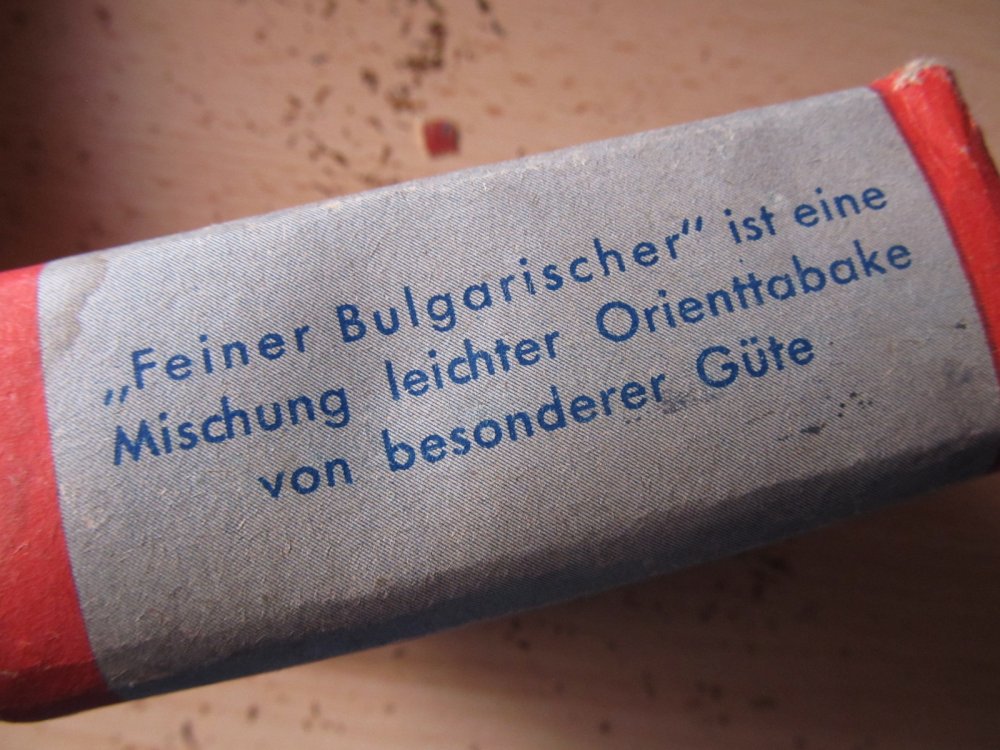 „Feiner Bulgarischer” ist eine
Mischung leichter Orienttabake
von besonderer Güte